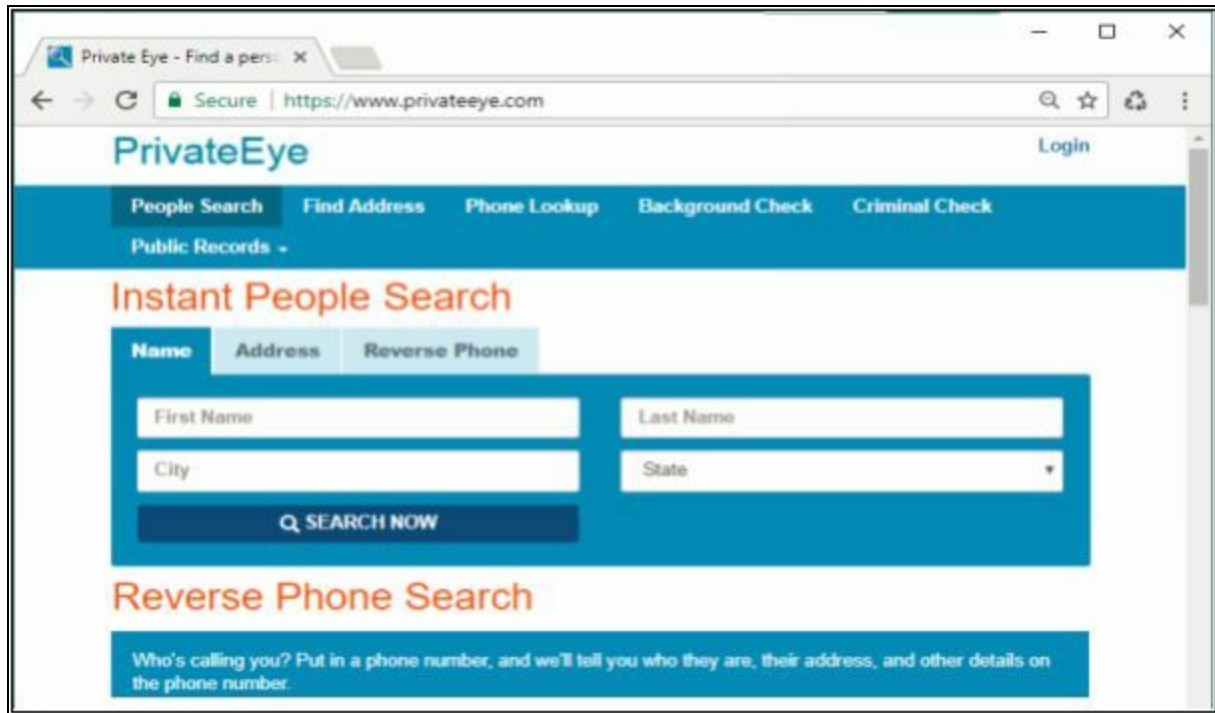 Private Eye - Find a pers
Secure | https://www.privateeye.com
PrivateEye
Login
People Search Find Address Phone Lookup Background Check Criminal Check
Public Records
Instant People Search
Name Address Reverse Phone
First Name Last Name
City State
SEARCH NOW
Reverse Phone Search
Who's calling you? Put in a phone number, and we'll tell you who they are, their address, and other details on
the phone number.